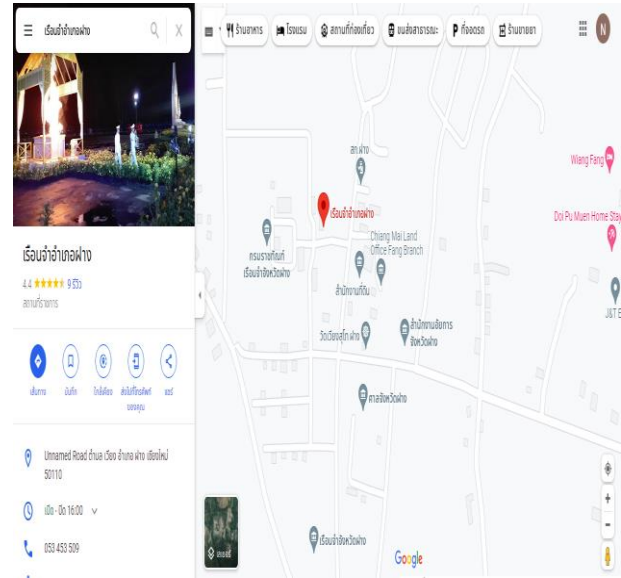 เรือนจำอำเภอฝาง
ร้านอาหาร
โรงแรม
สถานที่ท่องเที่ยว
ขนส่งสาธารณะ
P ที่จอดรถ
ร้านขายยา
N
เรือนจำอำเภอฝาง
4.4 9 รีวิว
สถานที่ราชการ
เส้นทาง
บันทึก
ใกล้เคียง
ส่งไปที่โทรศัพท์
ของคุณ
แชร์
Unnamed Road ตำบล เวียง อำเภอ ฝาง เชียงใหม่
50110
เปิด - ปิด 16:00
053 453 509
สภ.ฝาง
เรือนจำอำเภอฝาง
กรมราชทัณฑ์
เรือนจำจังหวัดฝาง
Chiang Mai Land
Office Fang Branch
สำนักงานที่ดิน
วัดเวียงสุโท ฝาง
สำนักงานอัยการ
จังหวัดฝาง
ศาลจังหวัดฝาง
เรือนจำจังหวัดฝาง
Wiang Fang
Doi Pu Muen Home Stay
J&T E
Google